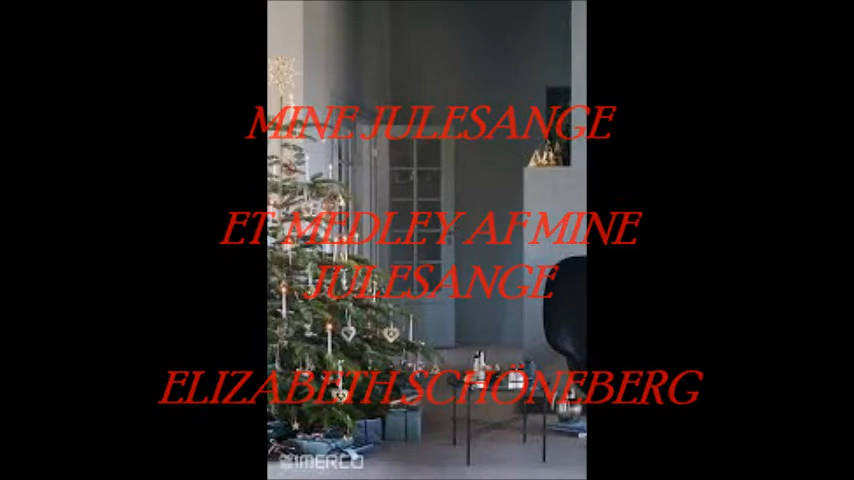 MINE JULESANGE
ET MEDLEY AF MINE
JULESANGE
ELIZABETH SCHÖNEBERG
IMERCO